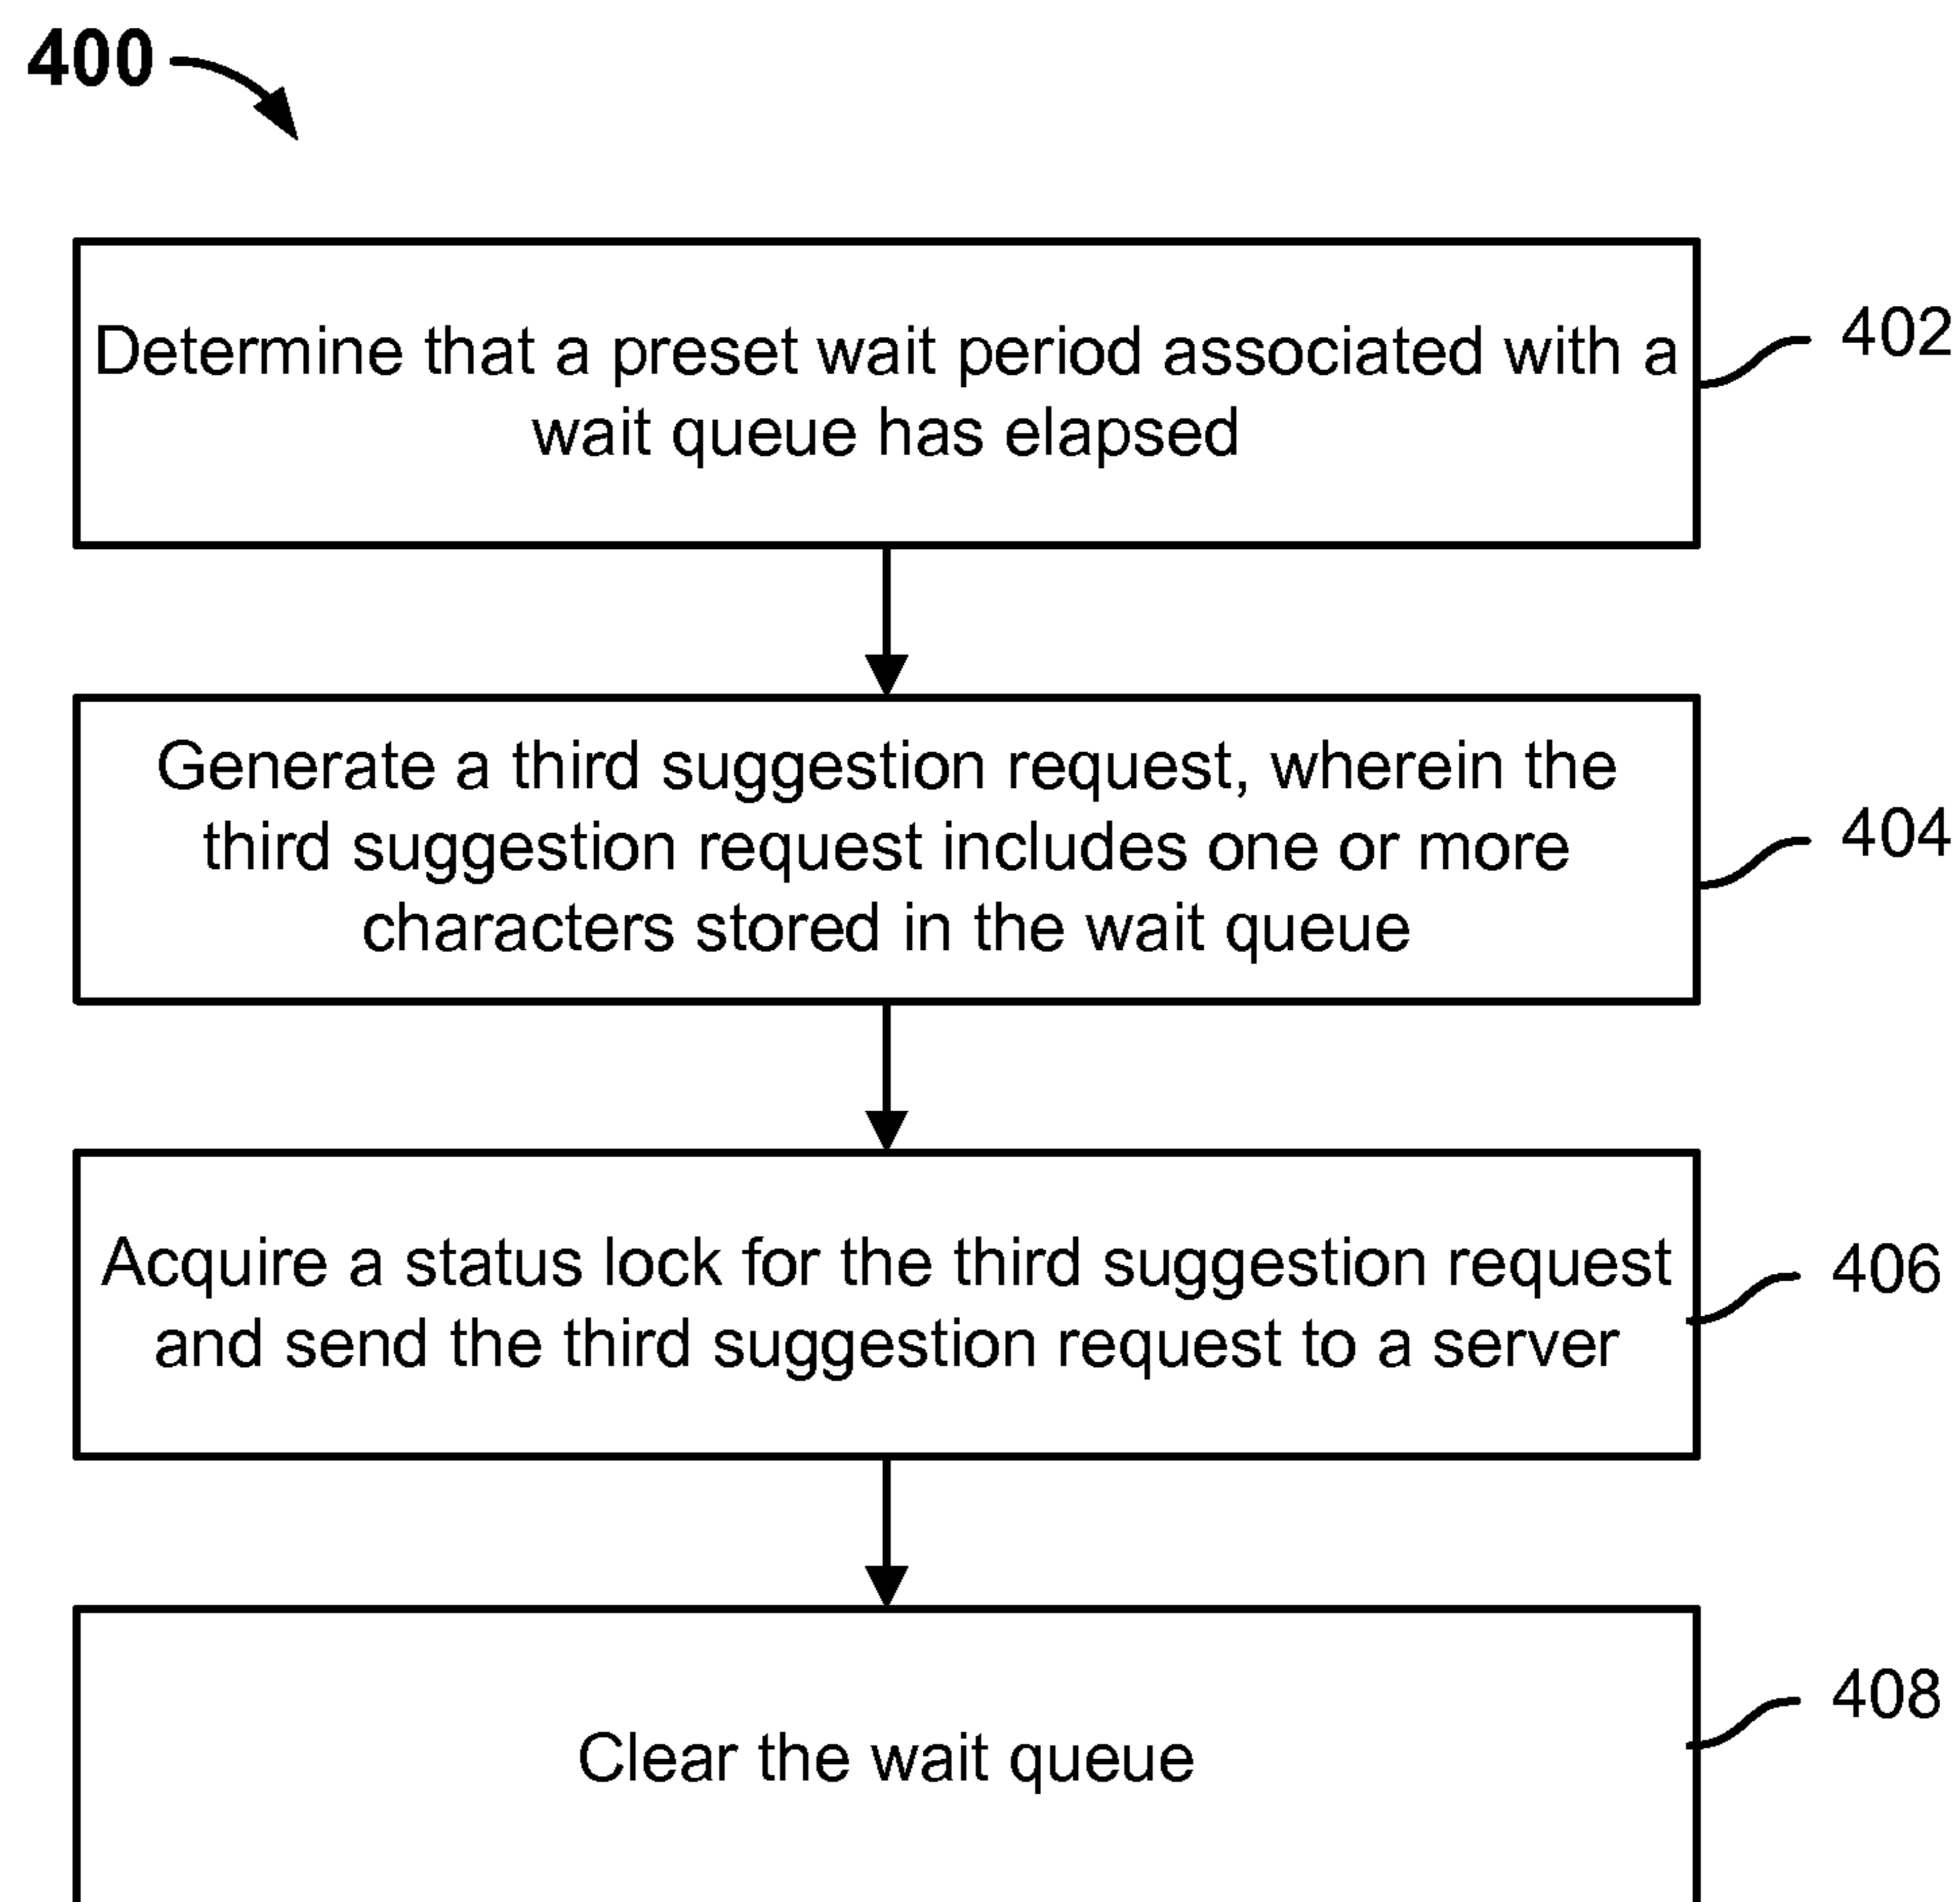 400
Determine that a preset wait period associated with a
wait queue has elapsed
402
Generate a third suggestion request, wherein the
third suggestion request includes one or more
characters stored in the wait queue
404
Acquire a status lock for the third suggestion request
and send the third suggestion request to a server
406
Clear the wait queue
408